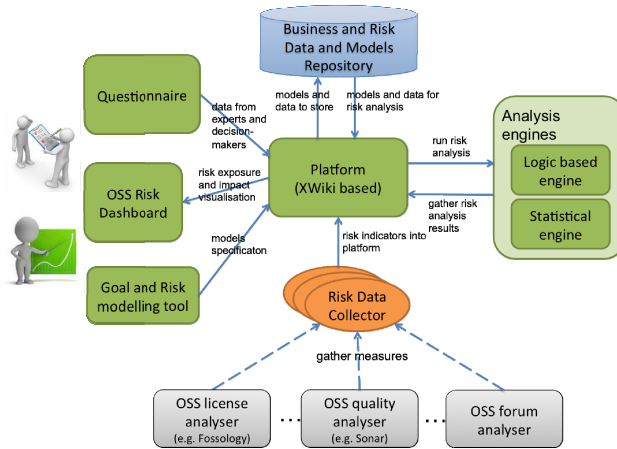 Business and Risk
Data and Models
Repository
Questionnaire
data from
experts and
decision-
makers
models and
data to store
models and data for
risk analysis
Analysis
engines
Logic based
engine
Statistical
engine
run risk
analysis
gather risk
analysis
results
Platform
(XWiki based)
OSS Risk
Dashboard
risk exposure
and impact
visualisation
models
specificaton
Goal and Risk
modelling tool
risk indicators into
platform
Risk Data
Collector
gather measures
OSS license
analyser
(e.g. Fossology)
...
OSS quality
analyser
(e.g. Sonar)
...
OSS forum
analyser